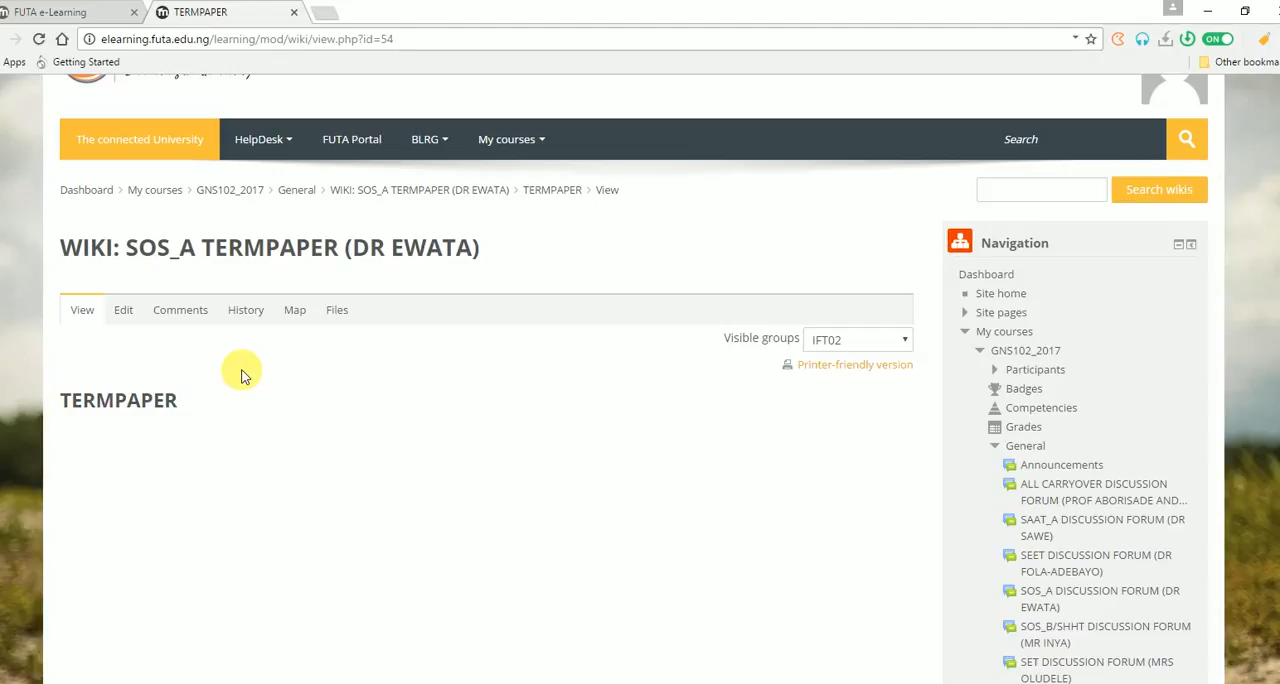 FUTA e-Learning
TERMPAPER
elearning.futa.edu.ng/learning/mod/wiki/view.php?id=54
ON
Apps
Getting Started
Other bookma
The connected University
HelpDesk
FUTA Portal
BLRG
My courses
Search
Dashboard
My courses
GNS102_2017
General
WIKI: SOS_A TERMPAPER (DR EWATA)
TERMPAPER
View
Search wikis
WIKI: SOS_A TERMPAPER (DR EWATA)
View
Edit
Comments
History
Map
Files
Visible groups
IFT02
Printer-friendly version
TERMPAPER
Navigation
Dashboard
Site home
Site pages
My courses
GNS102_2017
Participants
Badges
Competencies
Grades
General
Announcements
ALL CARRYOVER DISCUSSION
FORUM (PROF ABORISADE AND...
SAAT_A DISCUSSION FORUM (DR
SAWE)
SEET DISCUSSION FORUM (DR
FOLA-ADEBAYO)
SOS_A DISCUSSION FORUM (DR
EWATA)
SOS_B/SHHT DISCUSSION FORUM
(MR INYA)
SET DISCUSSION FORUM (MRS
OLUDELE)